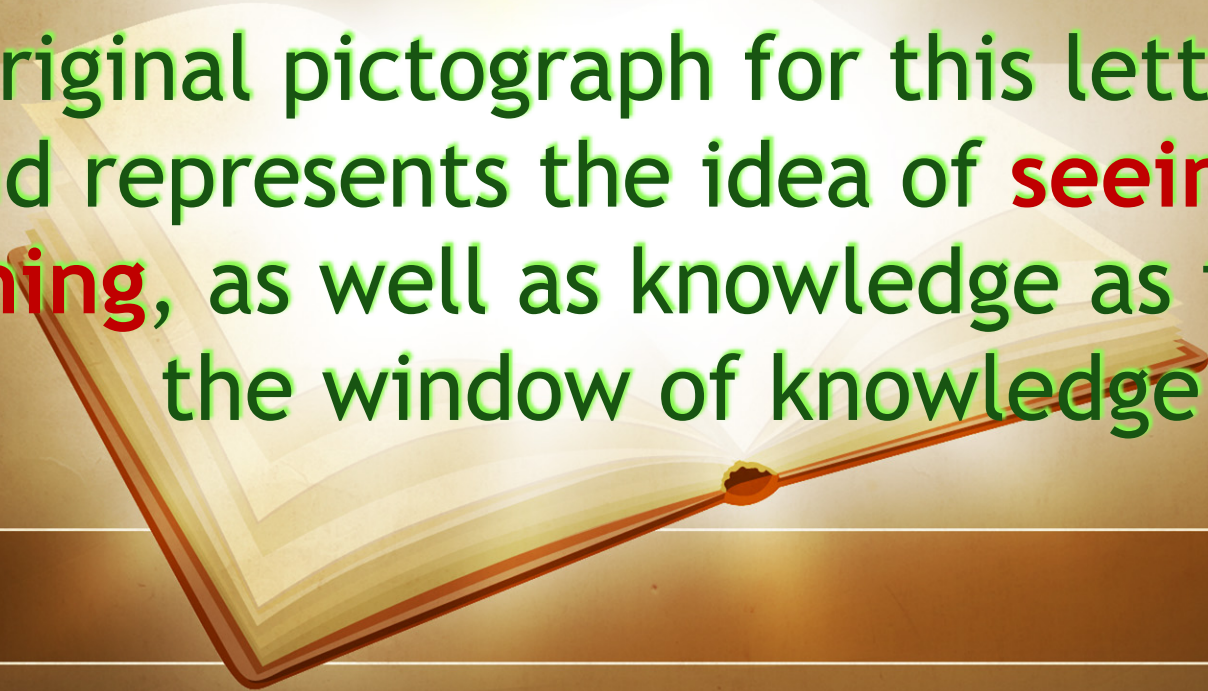 riginal pictograph for this lett
d represents the idea of seein
ning, as well as knowledge as
the window of knowledge